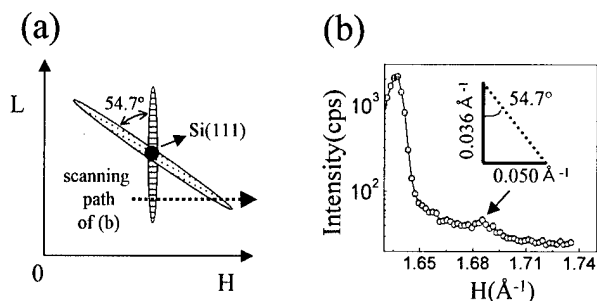 (a)
L
54.7°
Si(111)
scanning
path
of (b)
0
H
(b)
Intensity(cps)
10³
10²
0.036 Å⁻¹
54.7°
0.050 Å⁻¹
1.65 1.68 1.71 1.74
H(Å⁻¹)